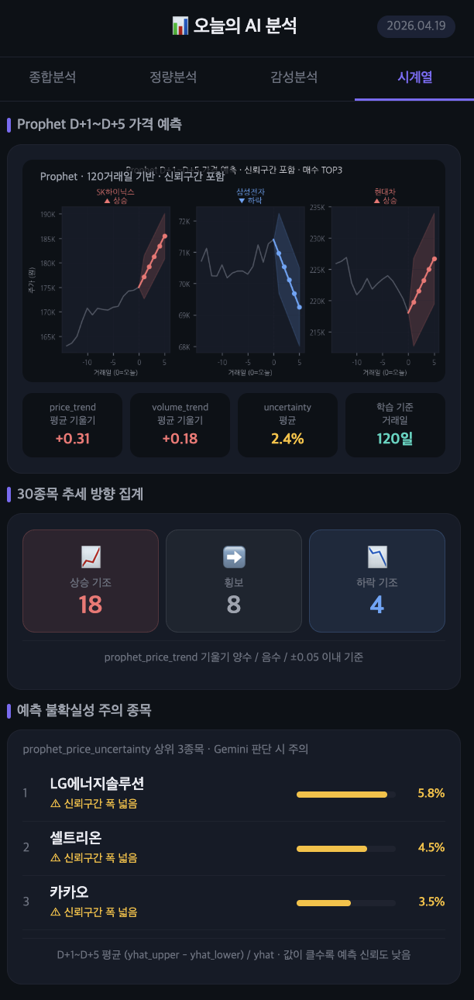 📊 오늘의 AI 분석
2026.04.19
종합분석
정량분석
감성분석
시계열
Prophet D+1~D+5 가격 예측
Prophet D+1~D+5 가격 예측 · 신뢰구간 포함 · 매수 TOP3
Prophet · 120거래일 기반 · 신뢰구간 포함
SK하이닉스
▲ 상승
190K
185K
180K
175K
170K
165K
주가 (원)
-10
-5
0
5
거래일 (0=오늘)
삼성전자
▼ 하락
72K
71K
70K
69K
68K
-10
-5
0
5
거래일 (0=오늘)
현대차
▲ 상승
235K
230K
225K
220K
215K
-10
-5
0
5
거래일 (0=오늘)
price_trend
평균 기울기
+0.31
volume_trend
평균 기울기
+0.18
uncertainty
평균
2.4%
학습 기준
거래일
120일
30종목 추세 방향 집계
상승 기조
18
횡보
8
하락 기조
4
prophet_price_trend 기울기 양수 / 음수 / ±0.05 이내 기준
예측 불확실성 주의 종목
prophet_price_uncertainty 상위 3종목 · Gemini 판단 시 주의
1
LG에너지솔루션
⚠ 신뢰구간 폭 넓음
5.8%
2
셀트리온
⚠ 신뢰구간 폭 넓음
4.5%
3
카카오
⚠ 신뢰구간 폭 넓음
3.5%
D+1~D+5 평균 (yhat_upper − yhat_lower) / yhat · 값이 클수록 예측 신뢰도 낮음